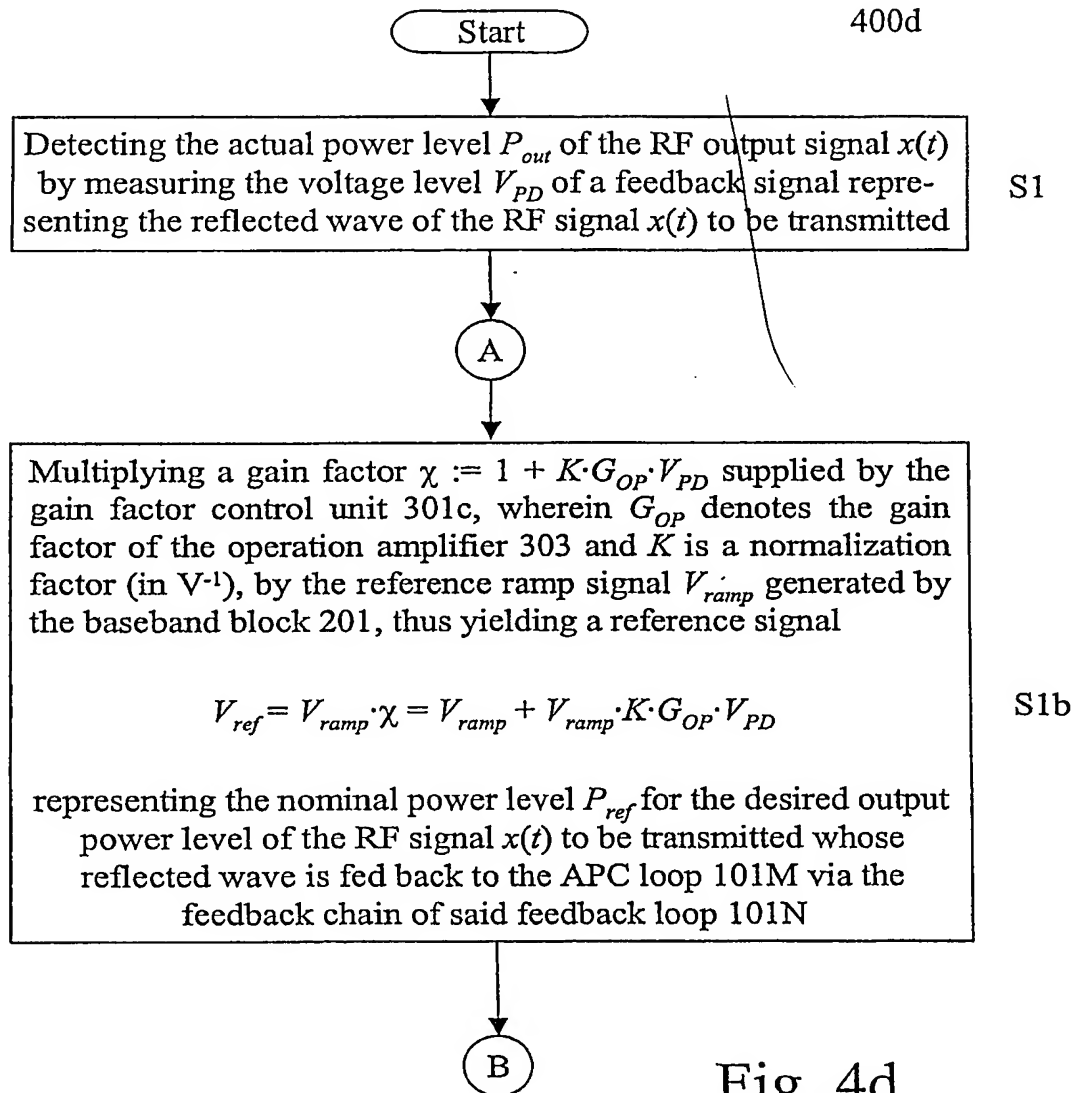 Start
400d
Detecting the actual power level P_out of the RF output signal x(t)
by measuring the voltage level V_PD of a feedback signal repre-
senting the reflected wave of the RF signal x(t) to be transmitted
S1
A
Multiplying a gain factor χ := 1 + K·G_OP·V_PD supplied by the
gain factor control unit 301c, wherein G_OP denotes the gain
factor of the operation amplifier 303 and K is a normalization
factor (in V⁻¹), by the reference ramp signal V_ramp generated by
the baseband block 201, thus yielding a reference signal
V_ref = V_ramp·χ = V_ramp + V_ramp·K·G_OP·V_PD
S1b
representing the nominal power level P_ref for the desired output
power level of the RF signal x(t) to be transmitted whose
reflected wave is fed back to the APC loop 101M via the
feedback chain of said feedback loop 101N
B
Fig. 4d